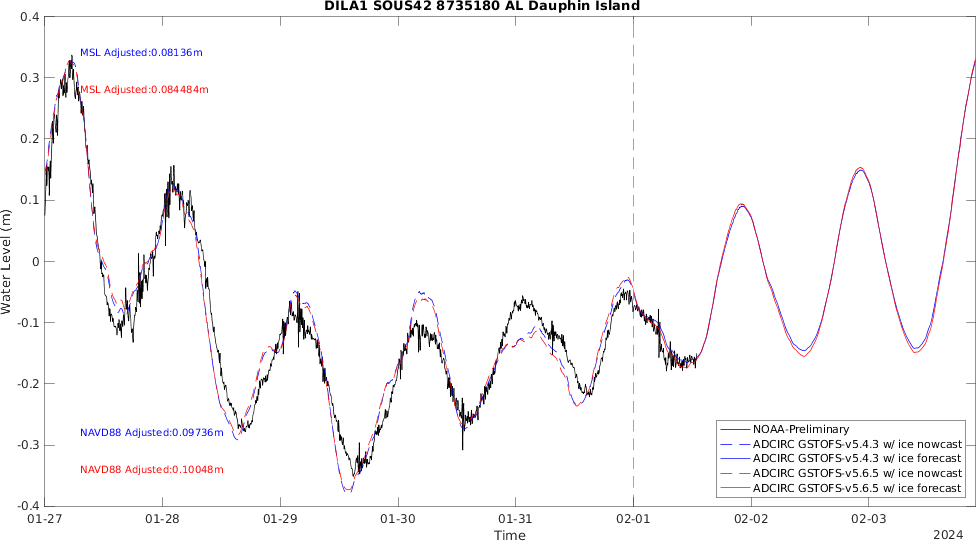 DILA1 SOUS42 8735180 AL Dauphin Island
0.4
0.3
0.2
0.1
0
-0.1
-0.2
-0.3
-0.4
Water Level (m)
MSL Adjusted:0.08136m
MSL Adjusted:0.084484m
NAVD88 Adjusted:0.09736m
NAVD88 Adjusted:0.10048m
NOAA-Preliminary
ADCIRC GSTOFS-v5.4.3 w/ ice nowcast
ADCIRC GSTOFS-v5.4.3 w/ ice forecast
ADCIRC GSTOFS-v5.6.5 w/ ice nowcast
ADCIRC GSTOFS-v5.6.5 w/ ice forecast
01-27 01-28 01-29 01-30 01-31 02-01 02-02 02-03
Time
2024